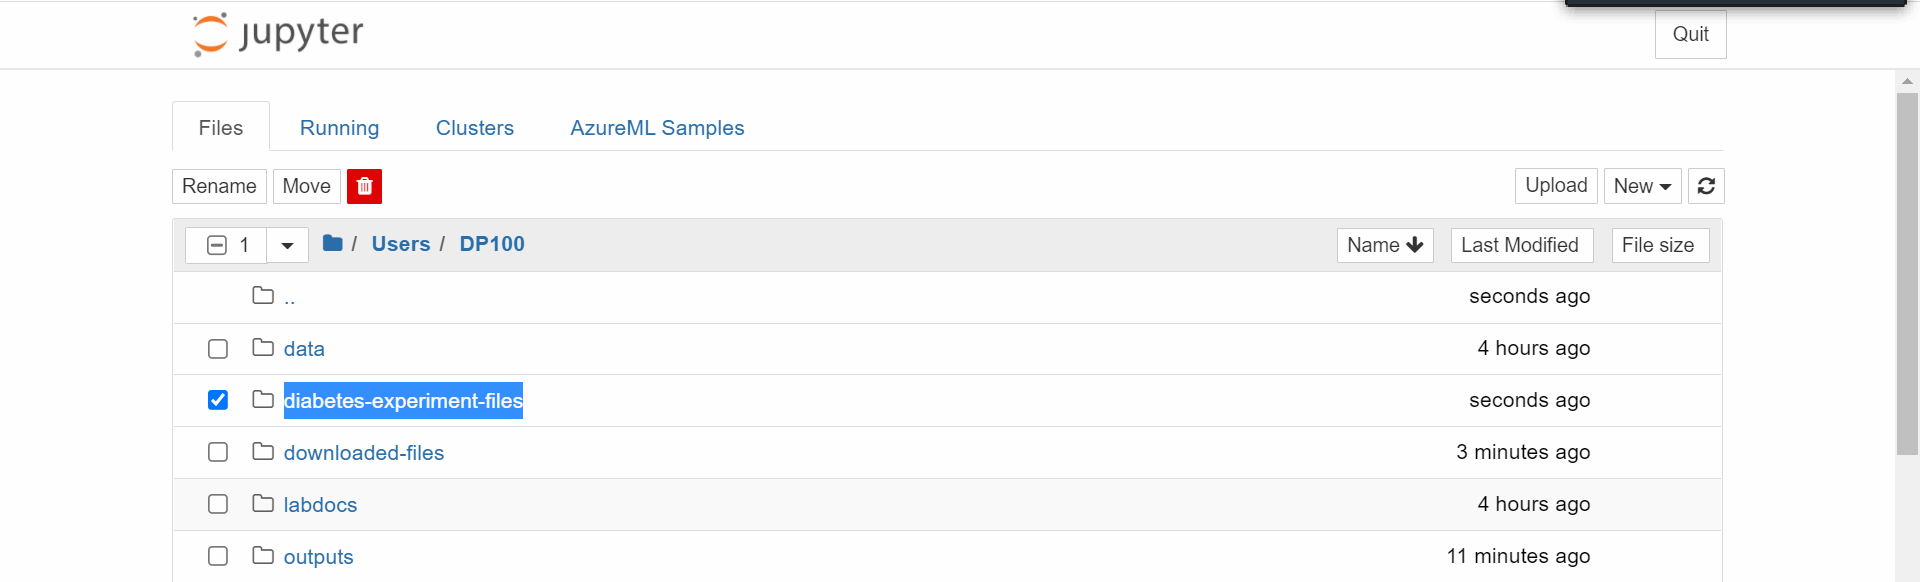 jupyter
Quit
Files Running Clusters AzureML Samples
Rename Move Upload New
1 / Users / DP100 Name Last Modified File size
.. seconds ago
data 4 hours ago
diabetes-experiment-files seconds ago
downloaded-files 3 minutes ago
labdocs 4 hours ago
outputs 11 minutes ago